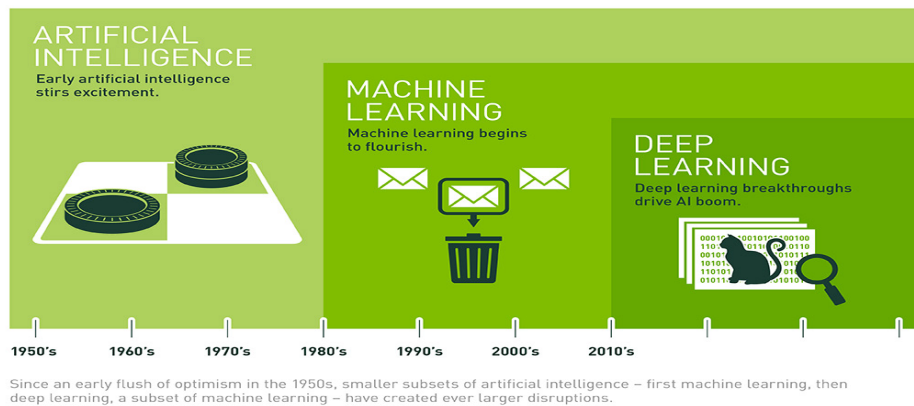 ARTIFICIAL
INTELLIGENCE
Early artificial intelligence
stirs excitement.
MACHINE
LEARNING
Machine learning begins
to flourish.
DEEP
LEARNING
Deep learning breakthroughs
drive AI boom.
1950's 1960's 1970's 1980's 1990's 2000's 2010's
Since an early flush of optimism in the 1950s, smaller subsets of artificial intelligence – first machine learning, then
deep learning, a subset of machine learning – have created ever larger disruptions.